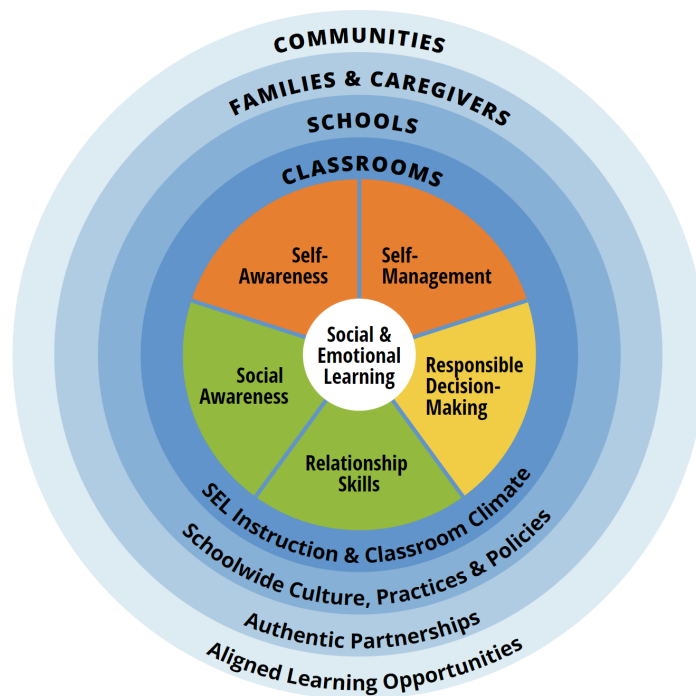 COMMUNITIES
FAMILIES & CAREGIVERS
SCHOOLS
CLASSROOMS
Self-
Awareness
Self-
Management
Social &
Emotional
Learning
Social
Awareness
Responsible
Decision-
Making
Relationship
Skills
SEL Instruction & Classroom Climate
Schoolwide Culture, Practices & Policies
Authentic Partnerships
Aligned Learning Opportunities